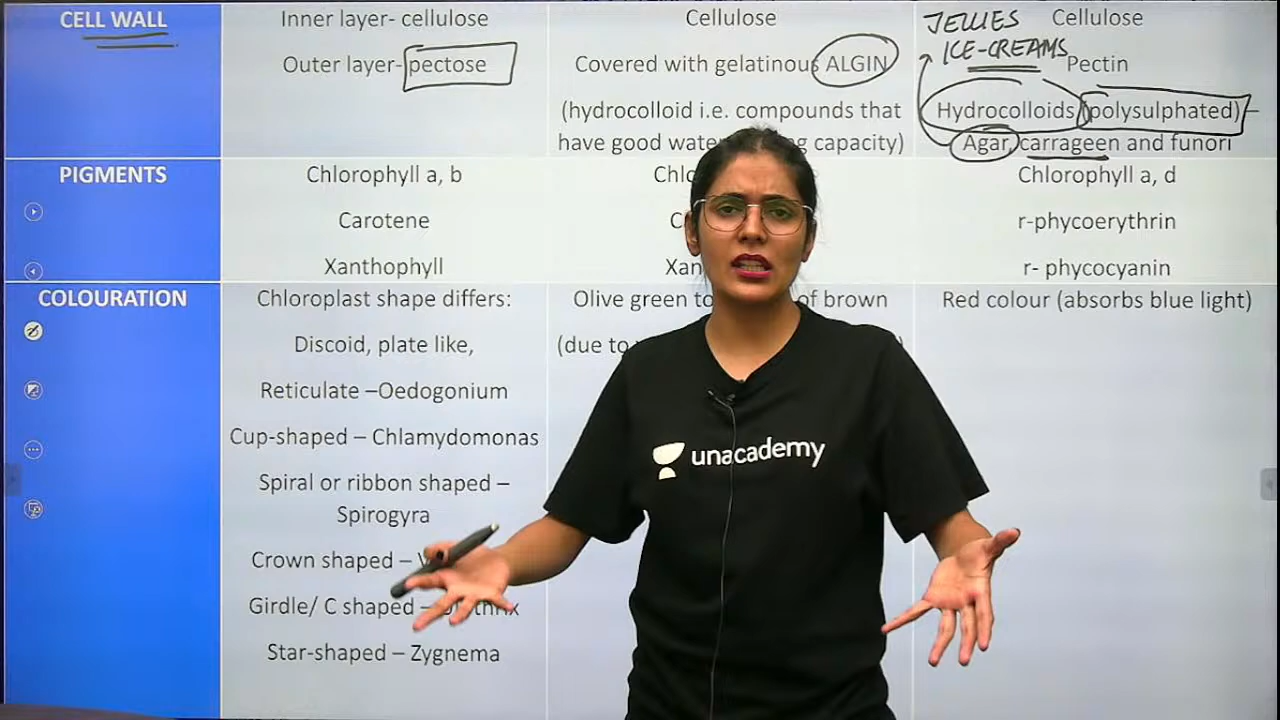 CELL WALL
Inner layer- cellulose
Outer layer- pectose
Cellulose
Covered with gelatinous ALGIN
(hydrocolloid i.e. compounds that
have good water capacity)
JELLIES
ICE-CREAMS
Cellulose
Pectin
Hydrocolloids (polysulphated) –
Agar, carrageen and funori
PIGMENTS
Chlorophyll a, b
Carotene
Xanthophyll
Chlorophyll a, d
r-phycoerythrin
r- phycocyanin
COLOURATION
Chloroplast shape differs:
Discoid, plate like,
Reticulate –Oedogonium
Cup-shaped – Chlamydomonas
Spiral or ribbon shaped –
Spirogyra
Crown shaped –
Girdle/ C shaped –
Star-shaped – Zygnema
Olive green to of brown
(due to
Red colour (absorbs blue light)
unacademy